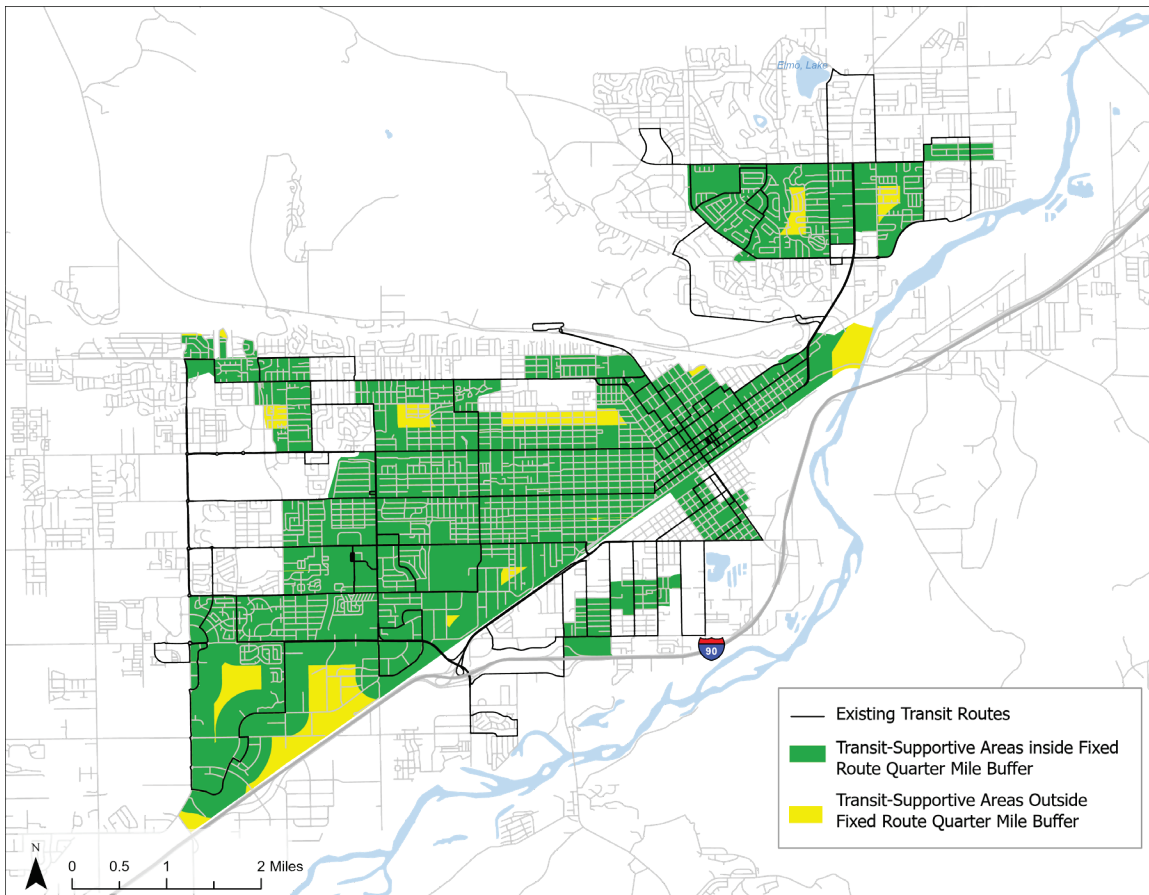 Elmo, Lake
90
Existing Transit Routes
Transit-Supportive Areas inside Fixed
Route Quarter Mile Buffer
Transit-Supportive Areas Outside
Fixed Route Quarter Mile Buffer
N
0 0.5 1 2 Miles